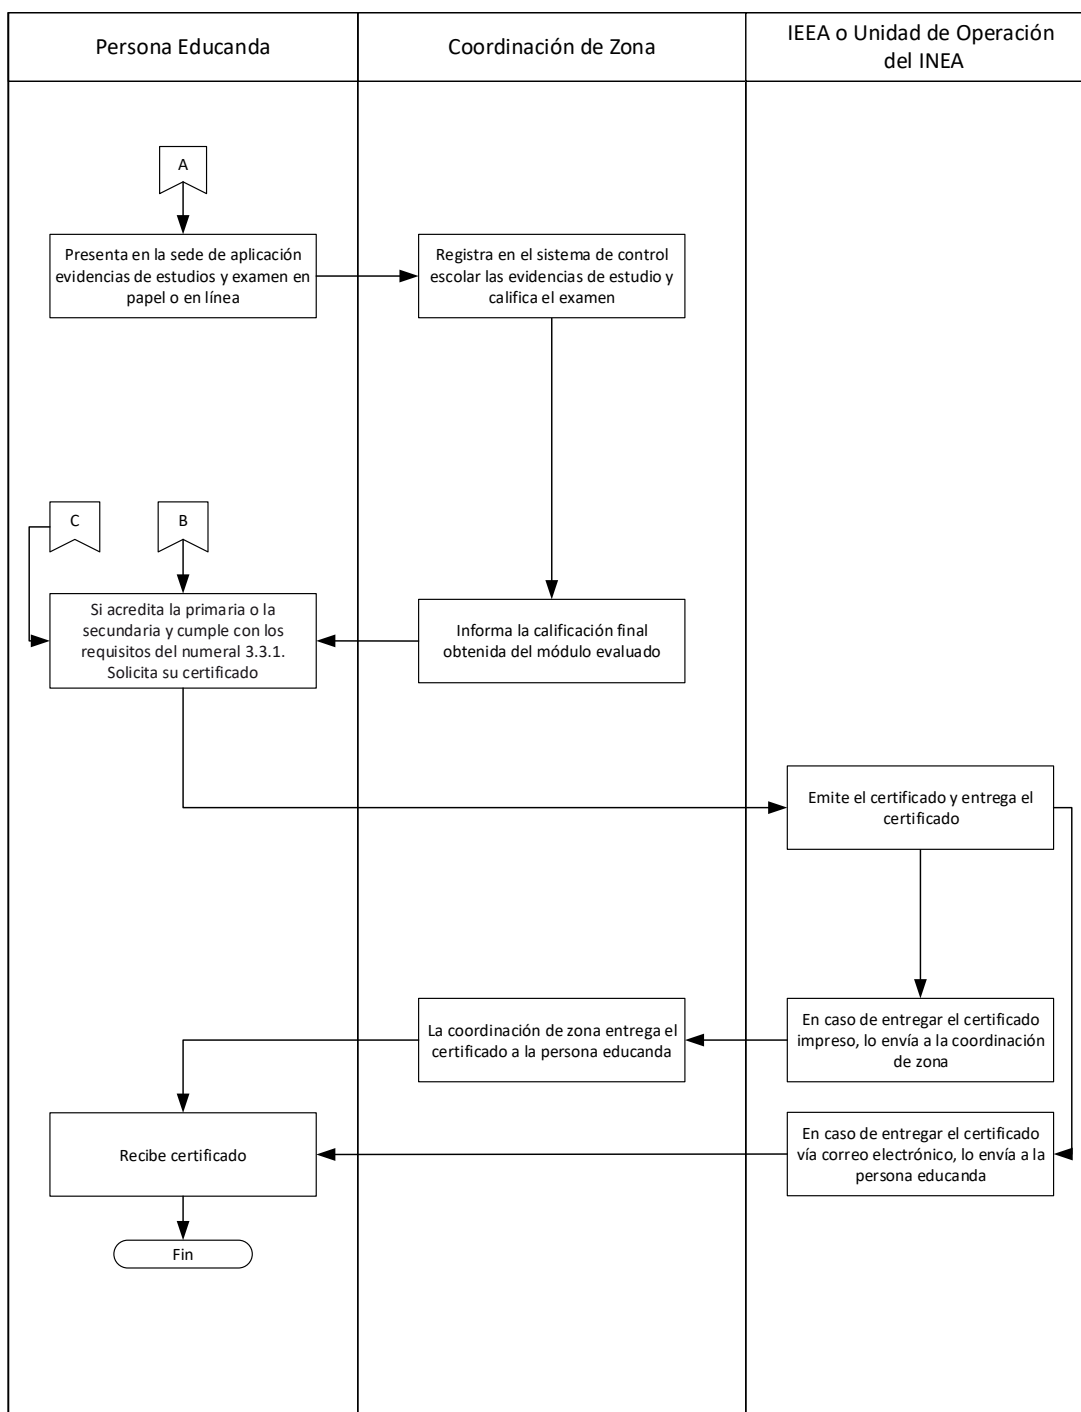 Persona Educanda
Coordinación de Zona
IEEA o Unidad de Operación
del INEA
A
Presenta en la sede de aplicación
evidencias de estudios y examen en
papel o en línea
Registra en el sistema de control
escolar las evidencias de estudio y
califica el examen
C
B
Si acredita la primaria o la
secundaria y cumple con los
requisitos del numeral 3.3.1.
Solicita su certificado
Informa la calificación final
obtenida del módulo evaluado
Emite el certificado y entrega el
certificado
En caso de entregar el certificado
impreso, lo envía a la coordinación
de zona
La coordinación de zona entrega el
certificado a la persona educanda
Recibe certificado
En caso de entregar el certificado
vía correo electrónico, lo envía a la
persona educanda
Fin